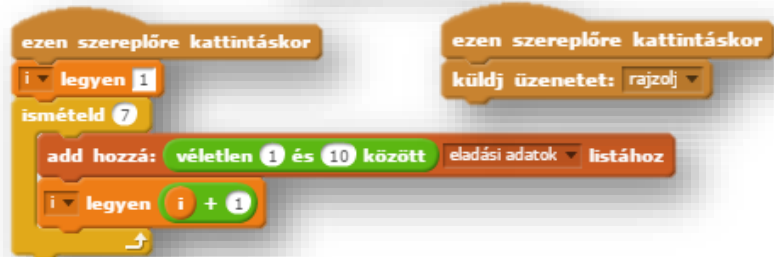 ezen szereplőre kattintáskor
i legyen 1
ismételd 7
add hozzá: véletlen 1 és 10 között eladási adatok listához
i legyen i + 1
ezen szereplőre kattintáskor
küldj üzenetet: rajzolj